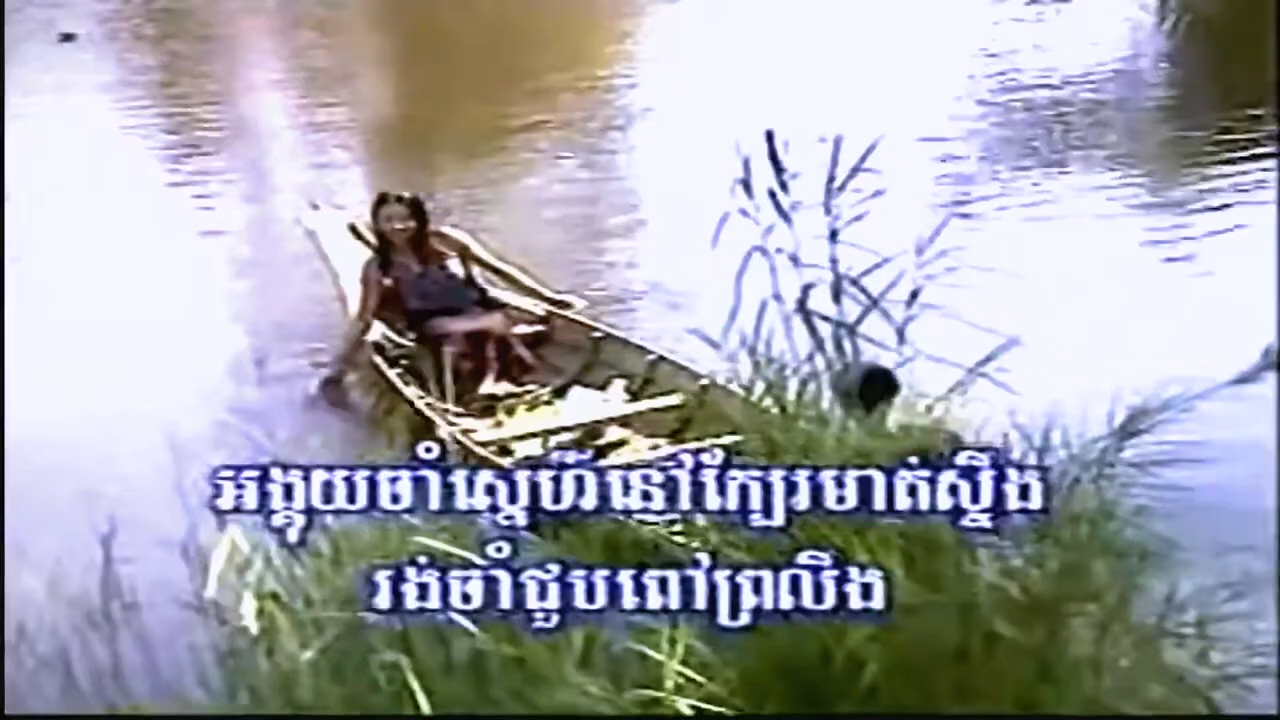 អង្គុយចាំស្នេហ៍នៅក្បែរមាត់ស្ទឹង
រង់ចាំជួបពៅព្រលឹង